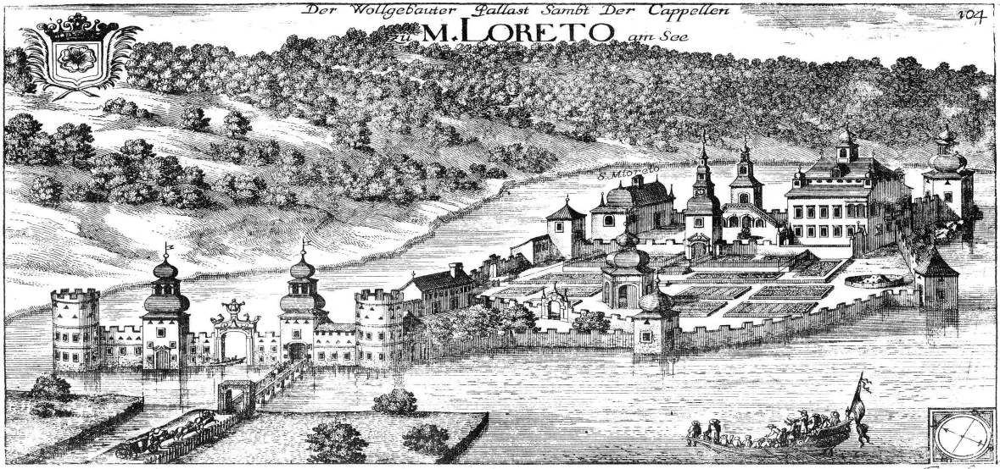 Der Wollgebauter Pallast Sambt Der Cappellen
zu M. LORETO am See
104
S. M loreto